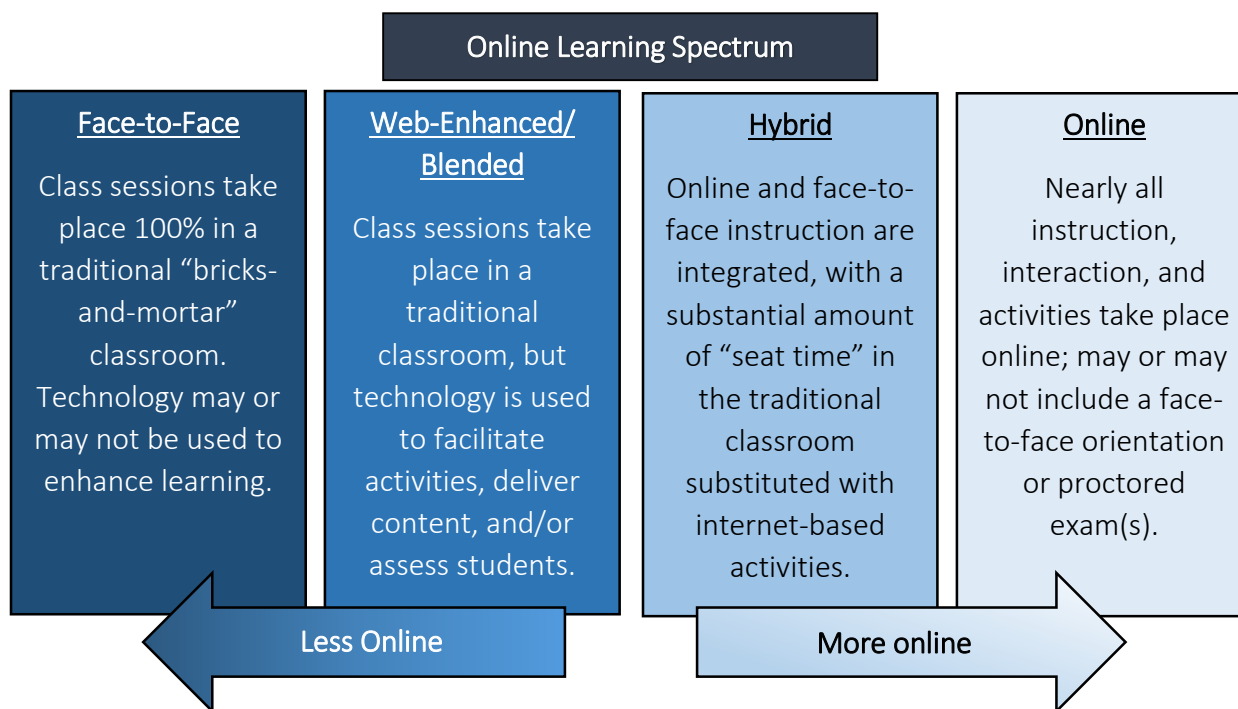 Online Learning Spectrum
Face-to-Face
Class sessions take
place 100% in a
traditional “bricks-
and-mortar”
classroom.
Technology may or
may not be used to
enhance learning.
Web-Enhanced/
Blended
Class sessions take
place in a
traditional
classroom, but
technology is used
to facilitate
activities, deliver
content, and/or
assess students.
Hybrid
Online and face-to-
face instruction are
integrated, with a
substantial amount
of “seat time” in
the traditional
classroom
substituted with
internet-based
activities.
Online
Nearly all
instruction,
interaction, and
activities take place
online; may or may
not include a face-
to-face orientation
or proctored
exam(s).
Less Online
More online